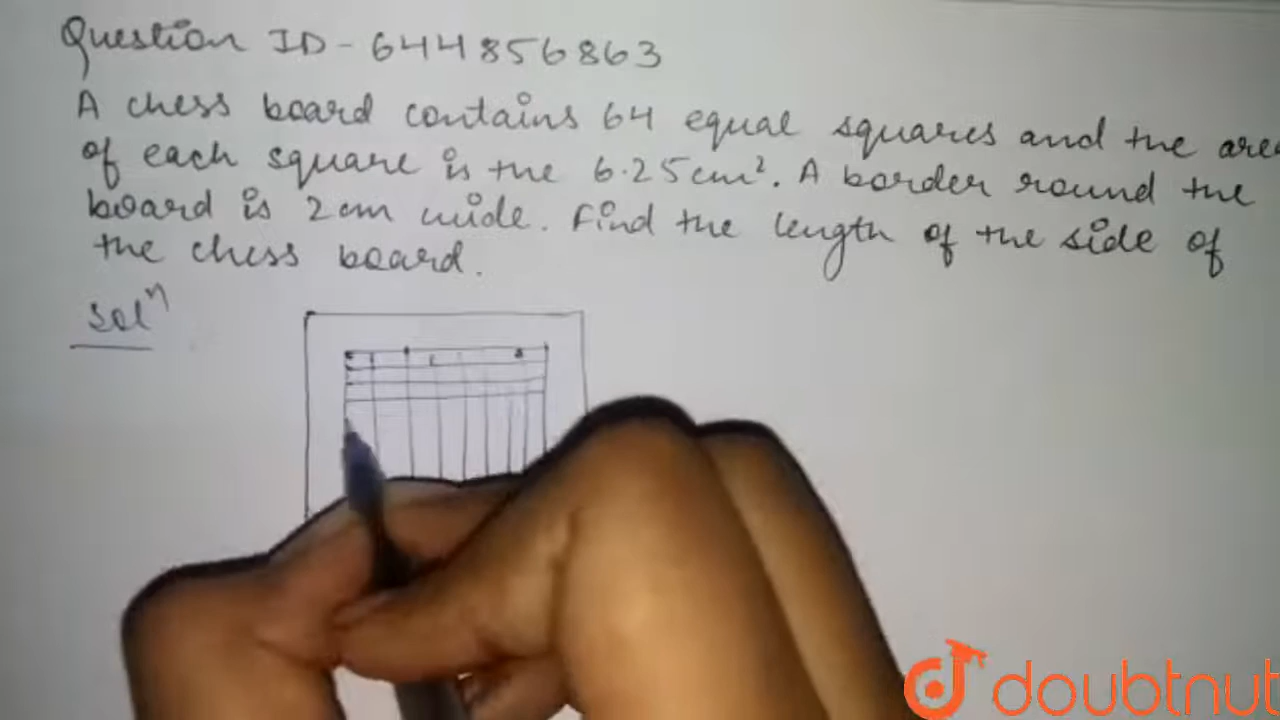 Question ID - 644856863
A chess board contains 64 equal squares and the area
of each square is the 6.25cm². A border round the
board is 2cm wide. Find the length of the side of
the chess board.
Solⁿ
doubtnut